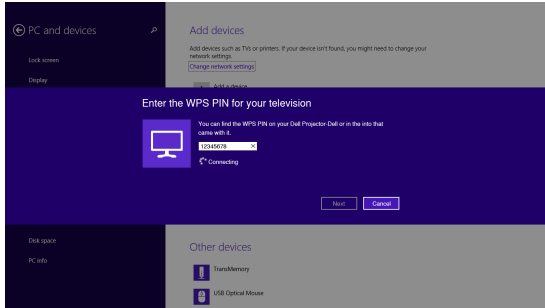 PC and devices
Lock screen
Display
Disk space
PC info
Add devices
Add devices such as TVs or printers. If your device isn't found, you might need to change your
network settings.
Change network settings
Add a device
Enter the WPS PIN for your television
You can find the WPS PIN on your Dell Projector-Dell or in the into that
came with it.
12345678
Connecting
Next
Cancel
Other devices
TransMemory
USB Optical Mouse